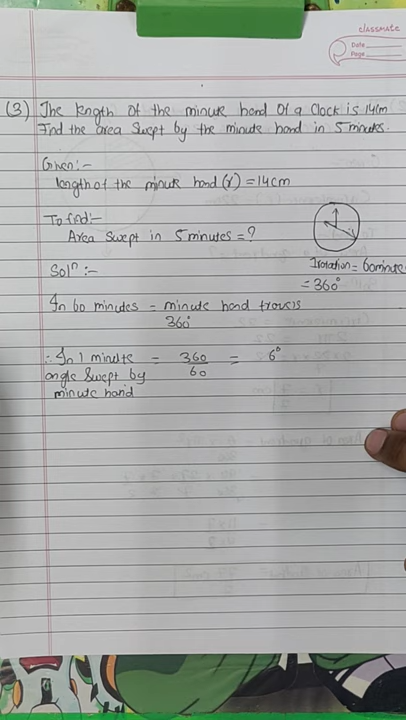 classmate
Date
Page
(3) The length of the minute hand of a clock is 14cm
Find the area swept by the minute hand in 5 minutes.
Given :-
length of the minute hand (r) = 14cm
To find :-
Area swept in 5 minutes = ?
Solⁿ :-
1 rotation = 60 minute
= 360°
In 60 minutes = minute hand travels
360°
∴ In 1 minute = 360/60 = 6°
angle swept by
minute hand